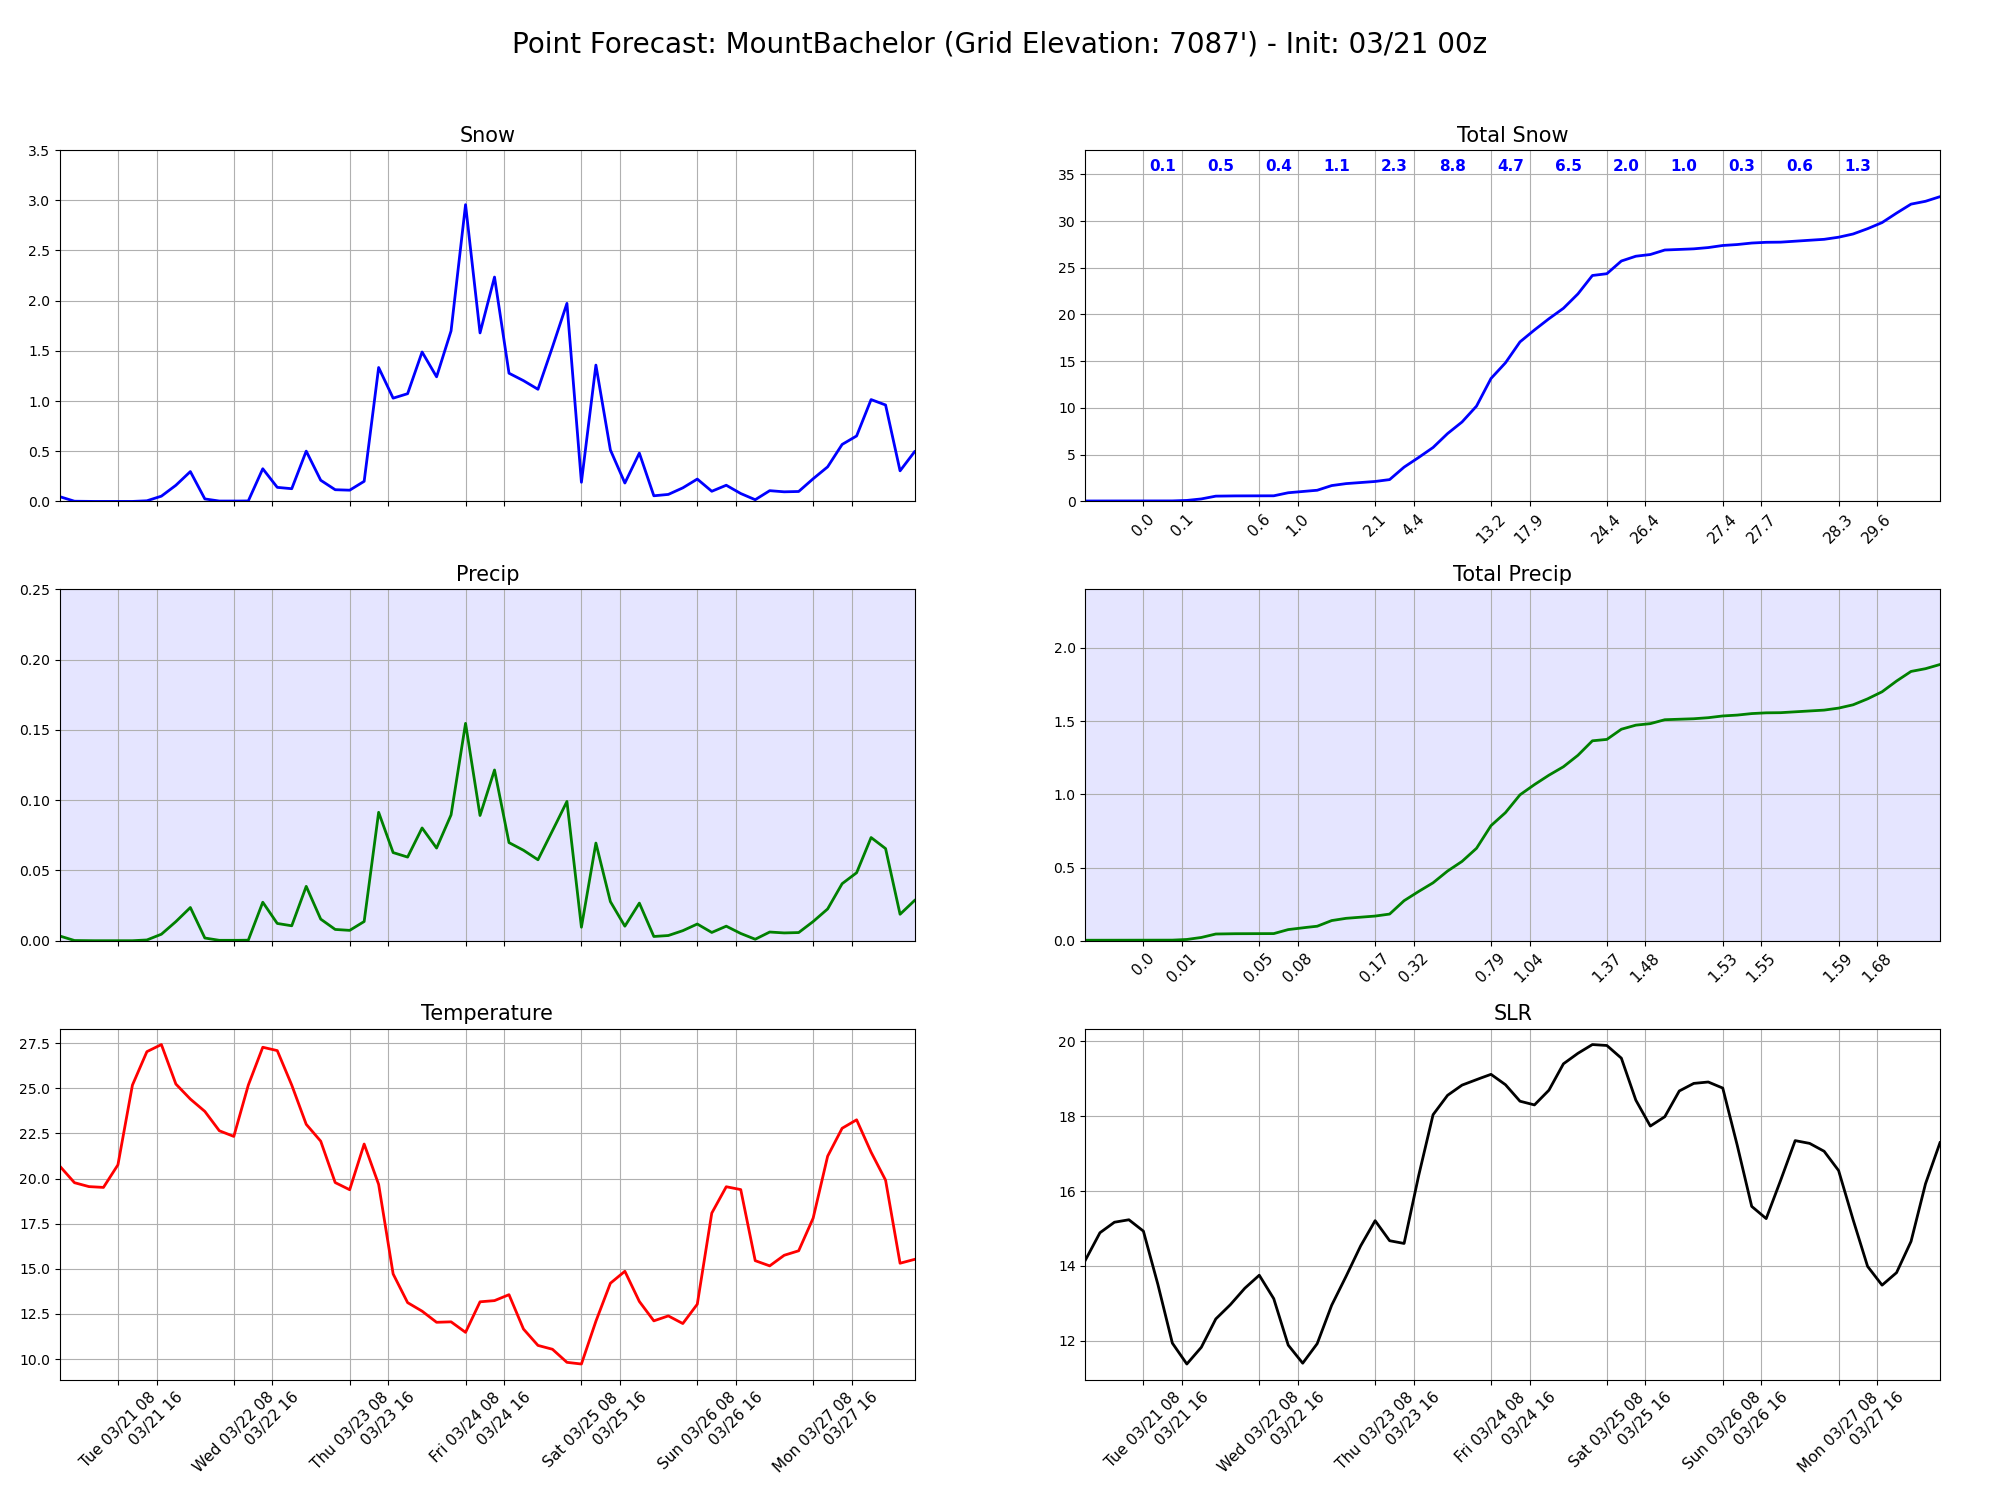 Point Forecast: MountBachelor (Grid Elevation: 7087') - Init: 03/21 00z
Snow
3.5
3.0
2.5
2.0
1.5
1.0
0.5
0.0
Total Snow
0.1 0.5 0.4 1.1 2.3 8.8 4.7 6.5 2.0 1.0 0.3 0.6 1.3
35
30
25
20
15
10
5
0
0.0 0.1 0.6 1.0 2.1 4.4 13.2 17.9 24.4 26.4 27.4 27.7 28.3 29.6
Precip
0.25
0.20
0.15
0.10
0.05
0.00
Total Precip
2.0
1.5
1.0
0.5
0.0
0.0 0.01 0.05 0.08 0.17 0.32 0.79 1.04 1.37 1.48 1.53 1.55 1.59 1.68
Temperature
27.5
25.0
22.5
20.0
17.5
15.0
12.5
10.0
Tue 03/21 08
03/21 16
Wed 03/22 08
03/22 16
Thu 03/23 08
03/23 16
Fri 03/24 08
03/24 16
Sat 03/25 08
03/25 16
Sun 03/26 08
03/26 16
Mon 03/27 08
03/27 16
SLR
20
18
16
14
12
Tue 03/21 08
03/21 16
Wed 03/22 08
03/22 16
Thu 03/23 08
03/23 16
Fri 03/24 08
03/24 16
Sat 03/25 08
03/25 16
Sun 03/26 08
03/26 16
Mon 03/27 08
03/27 16